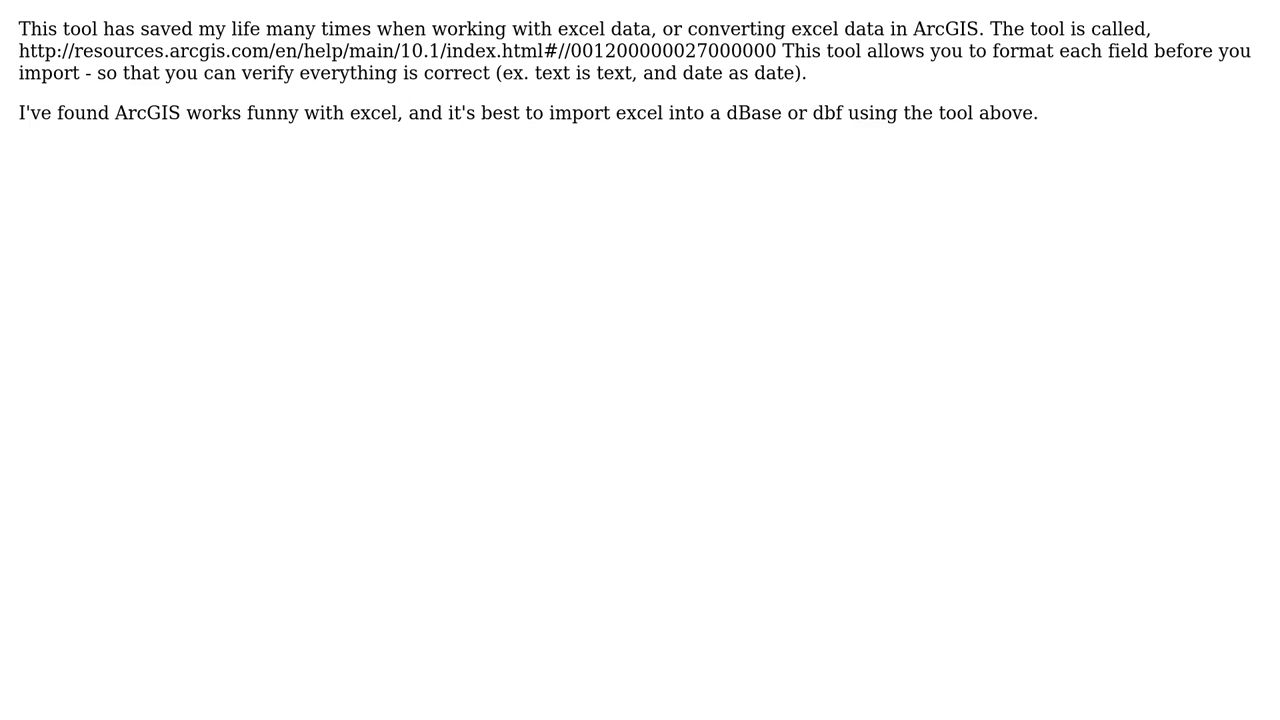 This tool has saved my life many times when working with excel data, or converting excel data in ArcGIS. The tool is called,
http://resources.arcgis.com/en/help/main/10.1/index.html#//001200000027000000 This tool allows you to format each field before you
import - so that you can verify everything is correct (ex. text is text, and date as date).
I've found ArcGIS works funny with excel, and it's best to import excel into a dBase or dbf using the tool above.